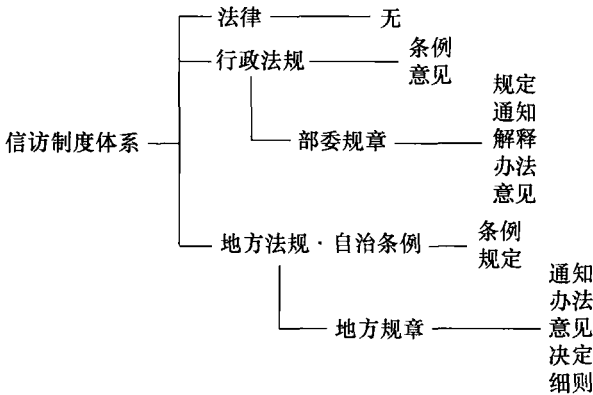 法律
无
行政法规
条例
意见
部委规章
规定
通知
解释
办法
意见
信访制度体系
地方法规·自治条例
条例
规定
地方规章
通知
办法
意见
决定
细则